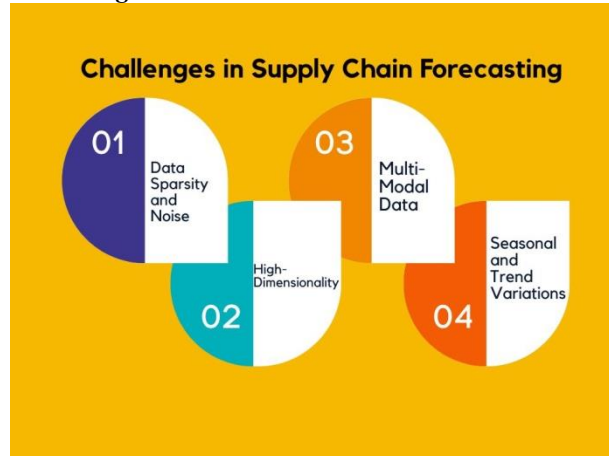 Challenges in Supply Chain Forecasting
01
Data
Sparsity
and
Noise
02
High-
Dimensionality
03
Multi-
Modal
Data
04
Seasonal
and
Trend
Variations